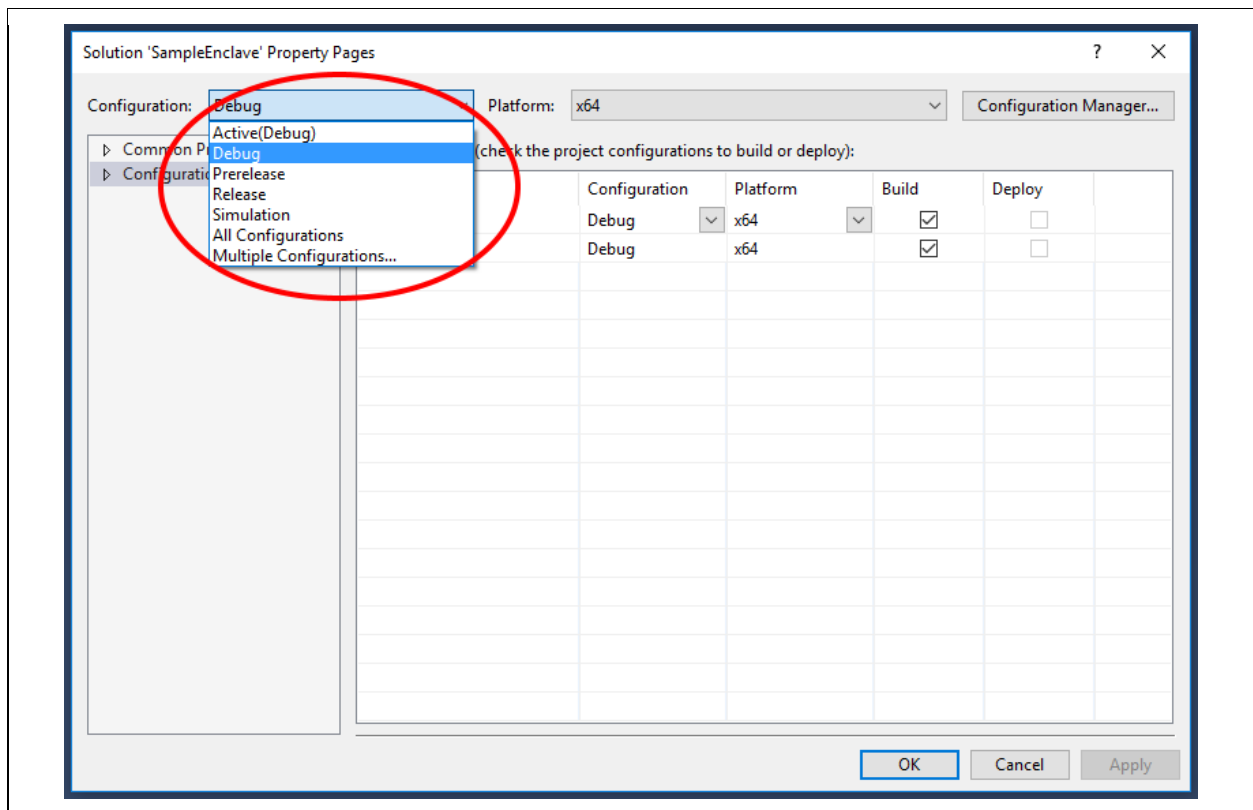 Solution 'SampleEnclave' Property Pages ?
Configuration: Debug Platform: x64 Configuration Manager...
Active(Debug)
Debug
Prerelease
Release
Simulation
All Configurations
Multiple Configurations...
Common P
Configuratio
(check the project configurations to build or deploy):
Configuration Platform Build Deploy
Debug x64
Debug x64
OK Cancel Apply